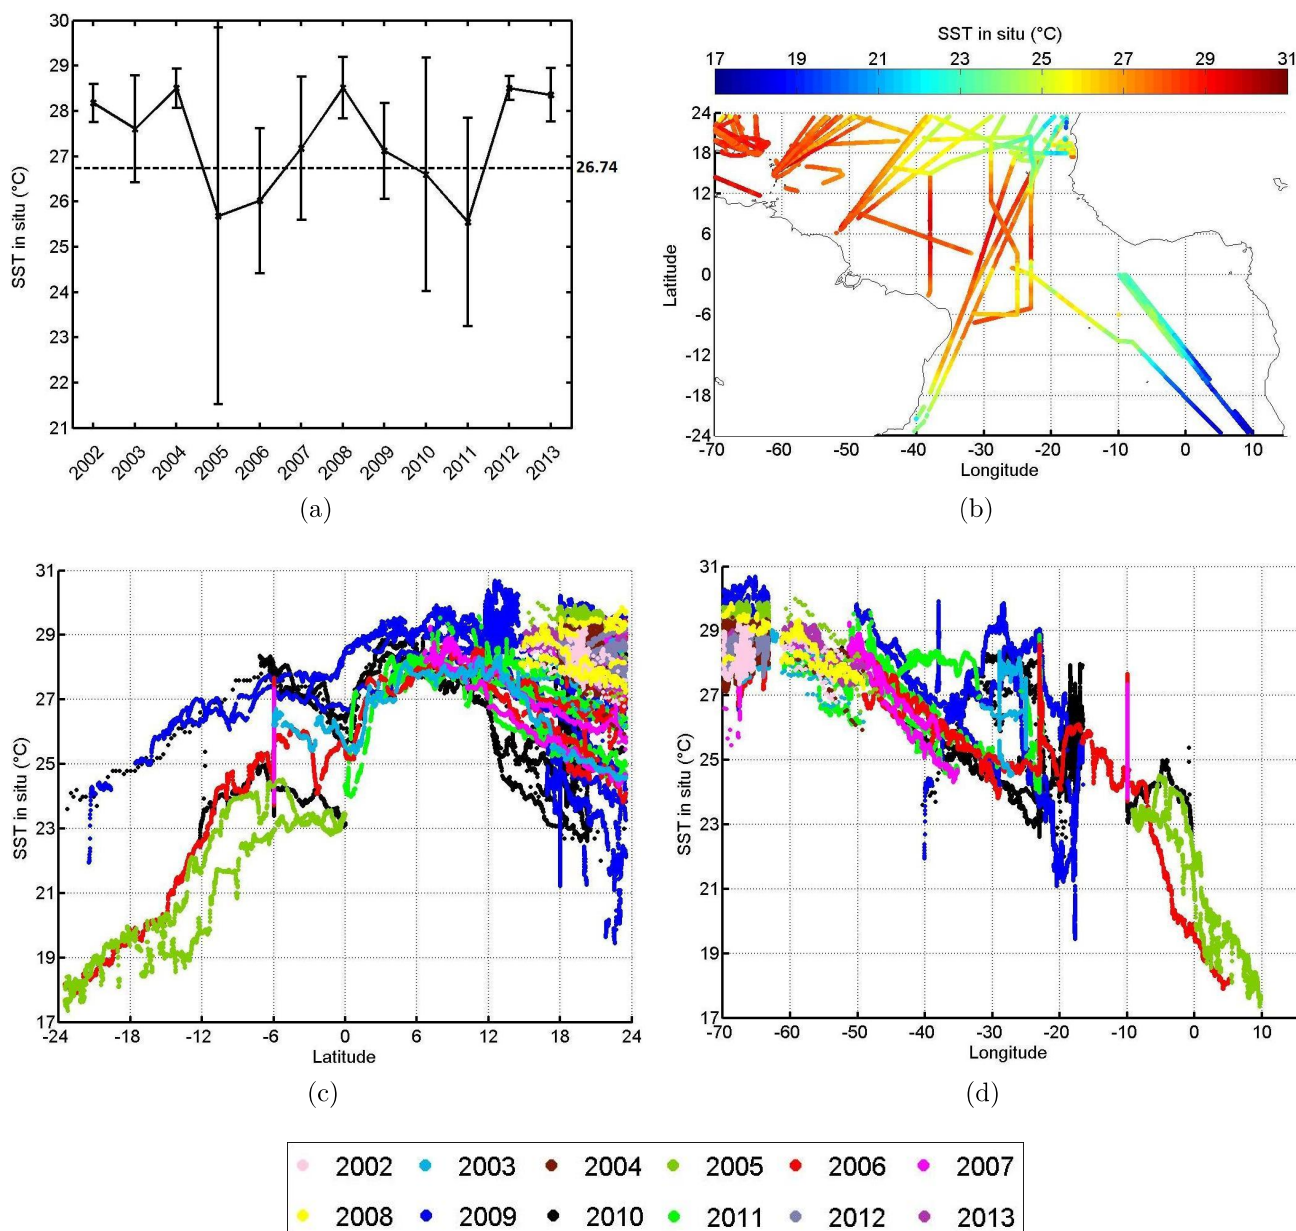 30
29
28
27
26
25
24
23
22
21
SST in situ (°C)
26.74
2002 2003 2004 2005 2006 2007 2008 2009 2010 2011 2012 2013
(a)
SST in situ (°C)
17 19 21 23 25 27 29 31
24
18
12
6
0
-6
-12
-18
-24
Latitude
-70 -60 -50 -40 -30 -20 -10 0 10
Longitude
(b)
31
29
27
25
23
21
19
17
SST in situ (°C)
-24 -18 -12 -6 0 6 12 18 24
Latitude
(c)
31
29
27
25
23
21
19
17
SST in situ (°C)
-70 -60 -50 -40 -30 -20 -10 0 10
Longitude
(d)
2002 2003 2004 2005 2006 2007
2008 2009 2010 2011 2012 2013